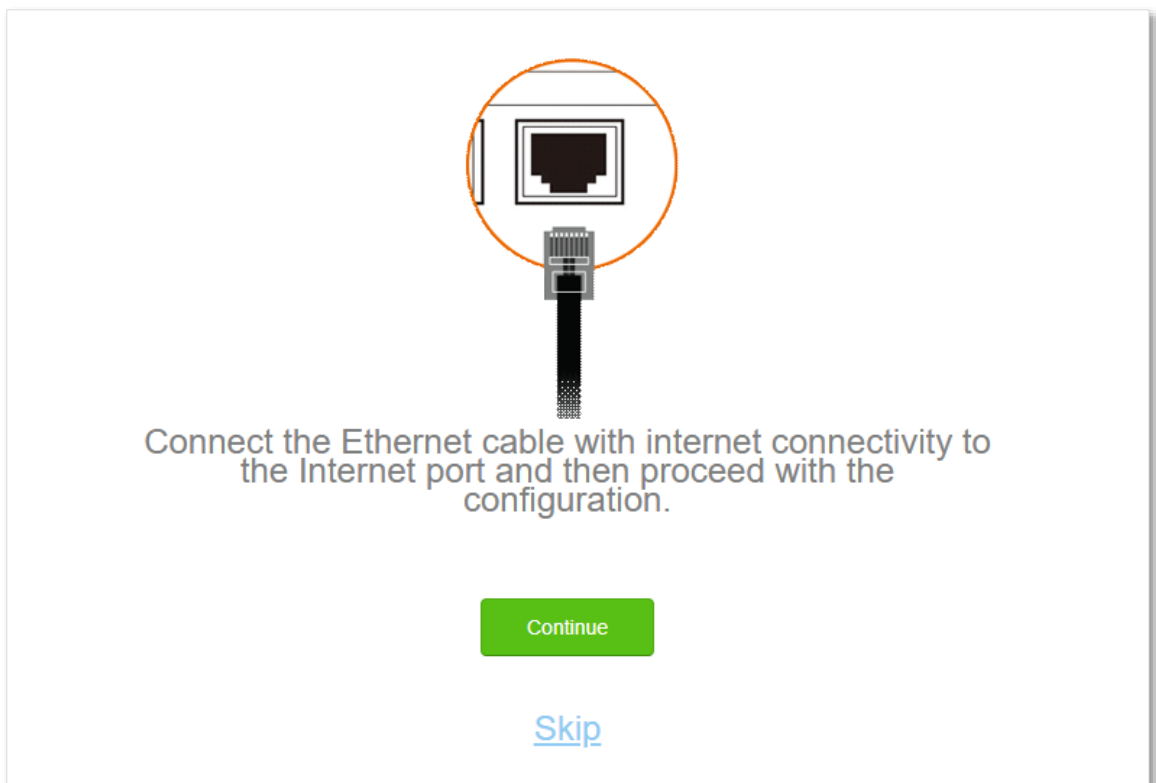 Connect the Ethernet cable with internet connectivity to
the Internet port and then proceed with the
configuration.
Continue
Skip